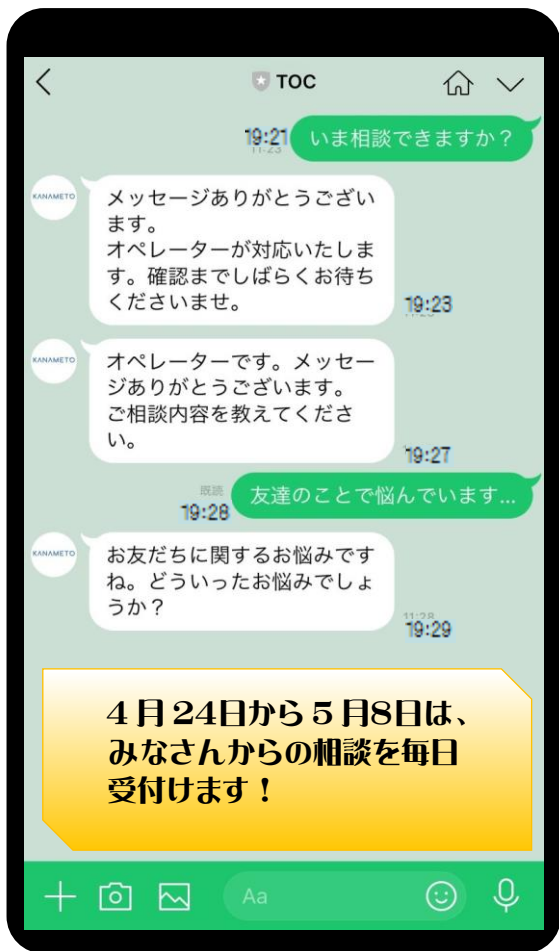 TOC
19:21 いま相談できますか？
KANAMETO
メッセージありがとうござい
ます。
オペレーターが対応いたしま
す。確認までしばらくお待ち
くださいませ。
19:23
KANAMETO
オペレーターです。メッセー
ジありがとうございます。
ご相談内容を教えてくださ
い。
19:27
既読
19:28
友達のことで悩んでいます...
KANAMETO
お友だちに関するお悩みです
ね。どういったお悩みでしょ
うか？
11:28
19:29
４月24日から５月8日は、
みなさんからの相談を毎日
受付けます！
Aa